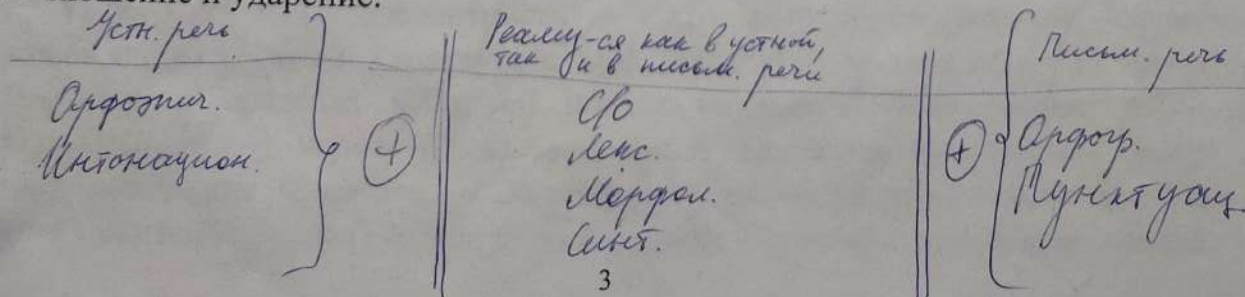 ношение и ударение.
Устн. речь
Орфоэпич.
Интонацион.
+
Реализу-ся как в устной,
так и в письм. речи
С/о
Лекс.
Морфол.
Синт.
+
Письм. речь
Орфогр.
Пунктуац.
3